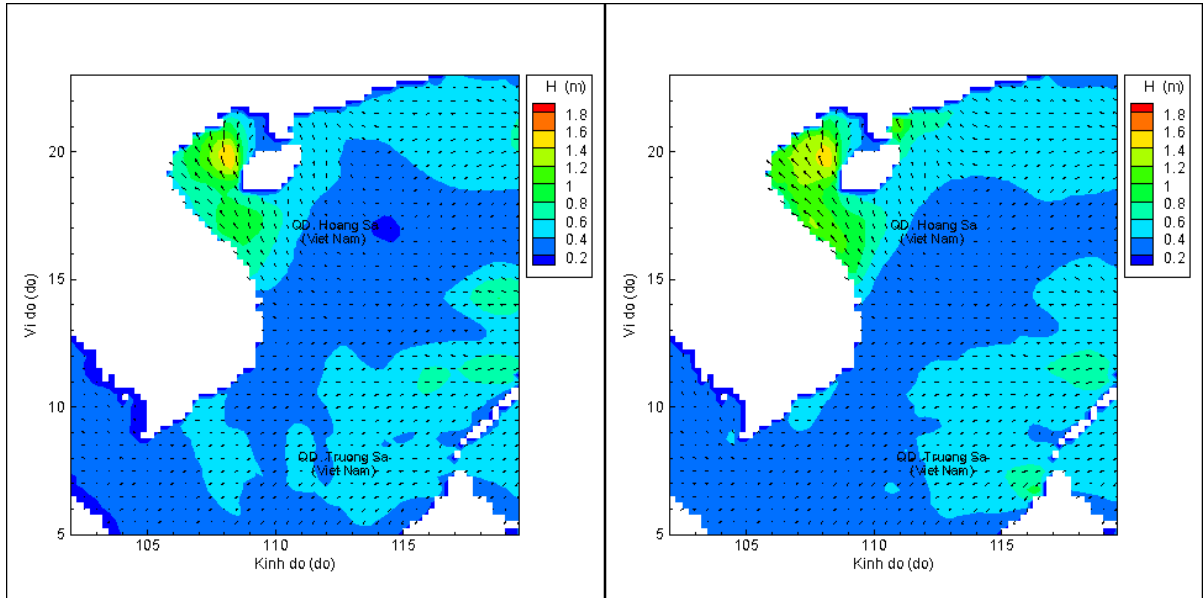 H (m)
1.8
1.6
1.4
1.2
1
0.8
0.6
0.4
0.2
20
15
10
5
Vi do (do)
QD. Hoang Sa
(Viet Nam)
QD. Truong Sa
(Viet Nam)
105
110
115
Kinh do (do)
H (m)
1.8
1.6
1.4
1.2
1
0.8
0.6
0.4
0.2
20
15
10
5
Vi do (do)
QD. Hoang Sa
(Viet Nam)
QD. Truong Sa
(Viet Nam)
105
110
115
Kinh do (do)